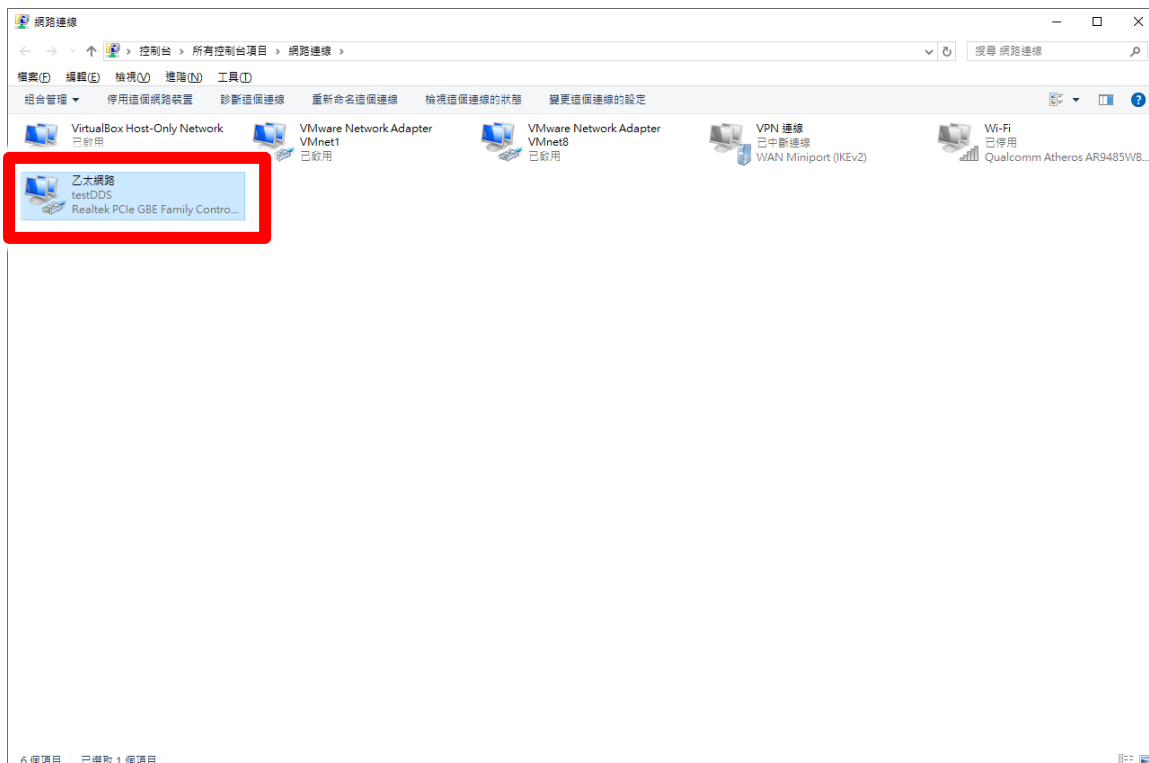 網路連線
控制台 › 所有控制台項目 › 網路連線 ›
搜尋 網路連線
檔案(F) 編輯(E) 檢視(V) 進階(N) 工具(T)
組合管理 停用這個網路裝置 診斷這個連線 重新命名這個連線 檢視這個連線的狀態 變更這個連線的設定
VirtualBox Host-Only Network
已啟用
VMware Network Adapter
VMnet1
已啟用
VMware Network Adapter
VMnet8
已啟用
VPN 連線
已中斷連線
WAN Miniport (IKEv2)
Wi-Fi
已停用
Qualcomm Atheros AR9485WB...
乙太網路
testDDS
Realtek PCIe GBE Family Contro...
6 個項目 已選取 1 個項目